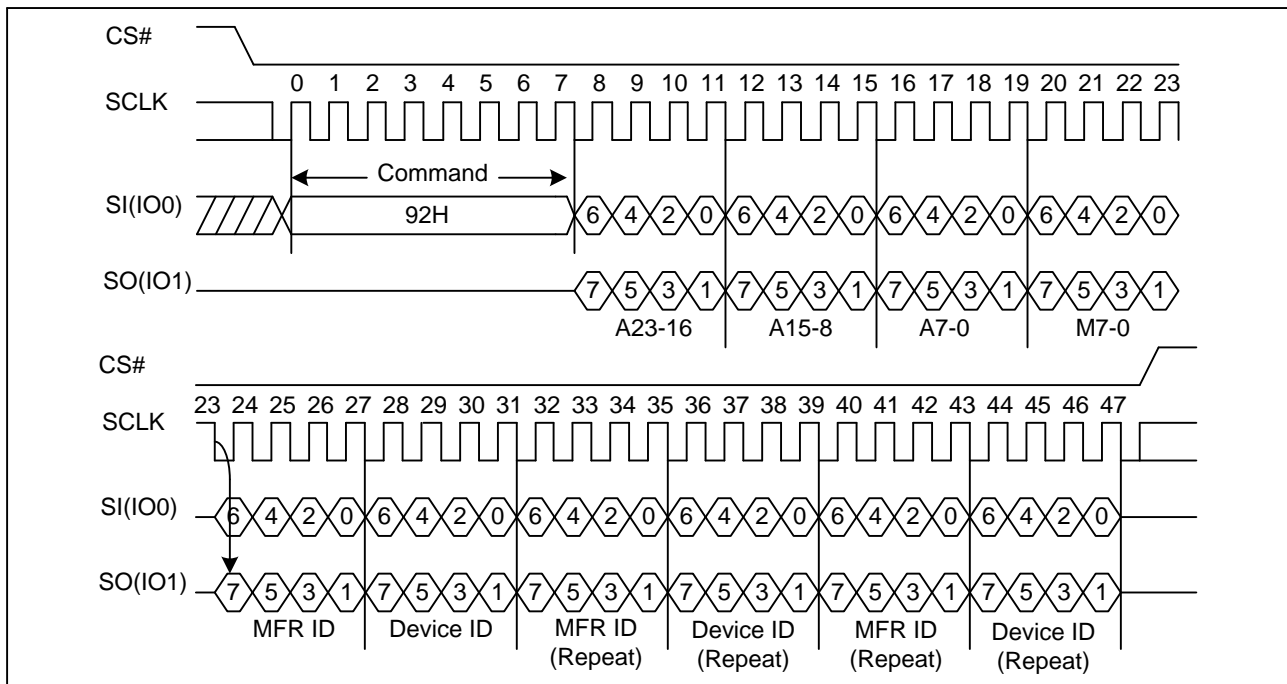 CS#
0 1 2 3 4 5 6 7 8 9 10 11 12 13 14 15 16 17 18 19 20 21 22 23
SCLK
Command
SI(IO0)
92H
6 4 2 0 6 4 2 0 6 4 2 0 6 4 2 0
SO(IO1)
7 5 3 1 7 5 3 1 7 5 3 1 7 5 3 1
A23-16 A15-8 A7-0 M7-0
CS#
23 24 25 26 27 28 29 30 31 32 33 34 35 36 37 38 39 40 41 42 43 44 45 46 47
SCLK
SI(IO0)
6 4 2 0 6 4 2 0 6 4 2 0 6 4 2 0 6 4 2 0 6 4 2 0
SO(IO1)
7 5 3 1 7 5 3 1 7 5 3 1 7 5 3 1 7 5 3 1 7 5 3 1
MFR ID Device ID MFR ID Device ID MFR ID Device ID
(Repeat) (Repeat) (Repeat) (Repeat)